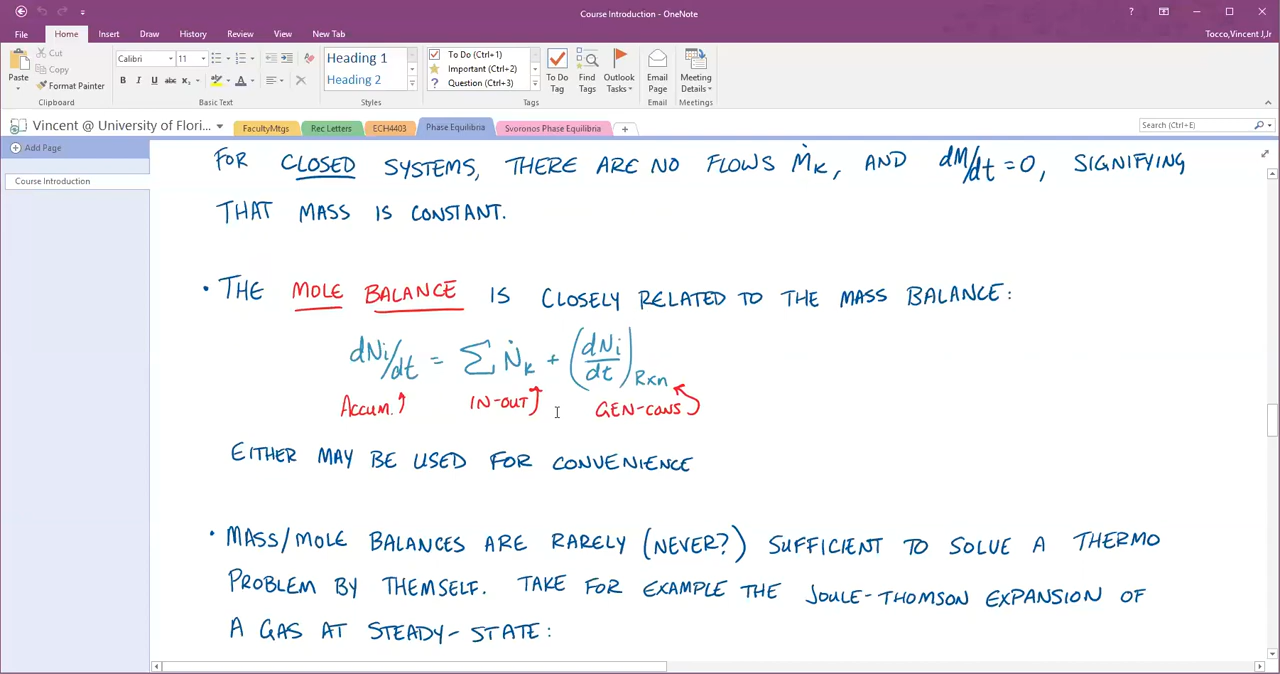 Course Introduction - OneNote
?
File Home Insert Draw History Review View New Tab
Tocco,Vincent J,Jr
Paste
Cut
Copy
Format Painter
Clipboard
Calibri 11
B I U abc x₂
A
Basic Text
Heading 1
Heading 2
Styles
To Do (Ctrl+1)
Important (Ctrl+2)
? Question (Ctrl+3)
To Do Tag
Find Tags
Outlook Tasks
Tags
Email Page
Email
Meeting Details
Meetings
Vincent @ University of Flori... FacultyMtgs Rec Letters ECH4403 Phase Equilibria Svoronos Phase Equilibria +
Search (Ctrl+E)
Add Page
Course Introduction
FOR CLOSED SYSTEMS, THERE ARE NO FLOWS Ṁk, AND dM/dt = 0, SIGNIFYING
THAT MASS IS CONSTANT.
• THE MOLE BALANCE IS CLOSELY RELATED TO THE MASS BALANCE:
dNi/dt = Σ Ṅk + (dNi/dt)Rxn
ACCUM. IN-OUT GEN-CONS
EITHER MAY BE USED FOR CONVENIENCE
• MASS/MOLE BALANCES ARE RARELY (NEVER?) SUFFICIENT TO SOLVE A THERMO
PROBLEM BY THEMSELF. TAKE FOR EXAMPLE THE JOULE-THOMSON EXPANSION OF
A GAS AT STEADY-STATE: